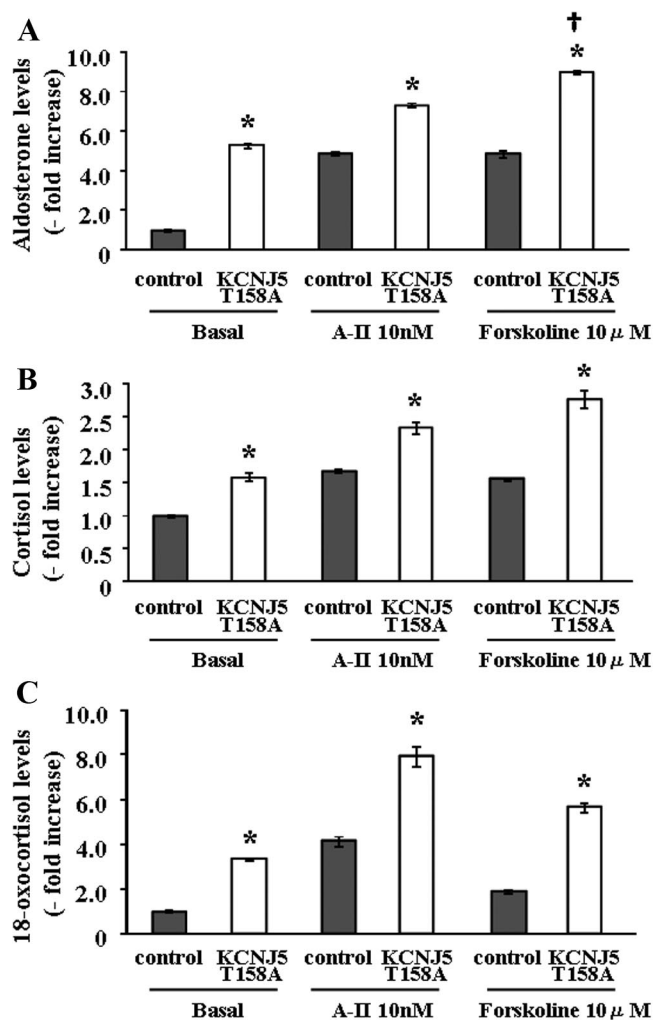 A
Aldosterone levels
(- fold increase)
10.0
8.0
6.0
4.0
2.0
0
*
*
†
*
control KCNJ5 control KCNJ5 control KCNJ5
T158A T158A T158A
Basal A-II 10nM Forskoline 10 μ M
B
Cortisol levels
(- fold increase)
3.0
2.5
2.0
1.5
1.0
0.5
0
*
*
*
control KCNJ5 control KCNJ5 control KCNJ5
T158A T158A T158A
Basal A-II 10nM Forskoline 10 μ M
C
18-oxocortisol levels
(- fold increase)
10.0
8.0
6.0
4.0
2.0
0
*
*
*
control KCNJ5 control KCNJ5 control KCNJ5
T158A T158A T158A
Basal A-II 10nM Forskoline 10 μ M